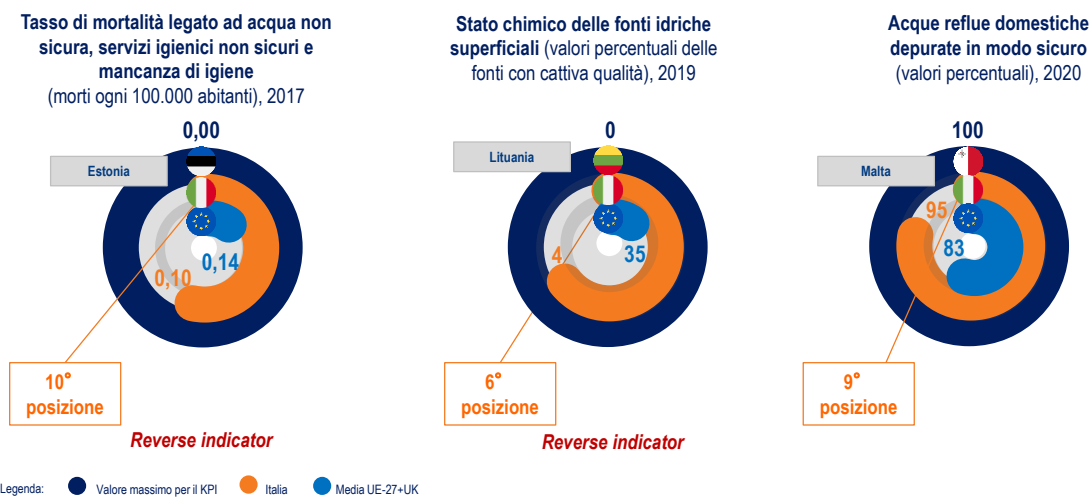 Tasso di mortalità legato ad acqua non
sicura, servizi igienici non sicuri e
mancanza di igiene
(morti ogni 100.000 abitanti), 2017
0,00
Estonia
0,14
0,10
10°
posizione
Reverse indicator
Stato chimico delle fonti idriche
superficiali (valori percentuali delle
fonti con cattiva qualità), 2019
0
Lituania
4
35
6°
posizione
Reverse indicator
Acque reflue domestiche
depurate in modo sicuro
(valori percentuali), 2020
100
Malta
95
83
9°
posizione
Legenda: Valore massimo per il KPI Italia Media UE-27+UK